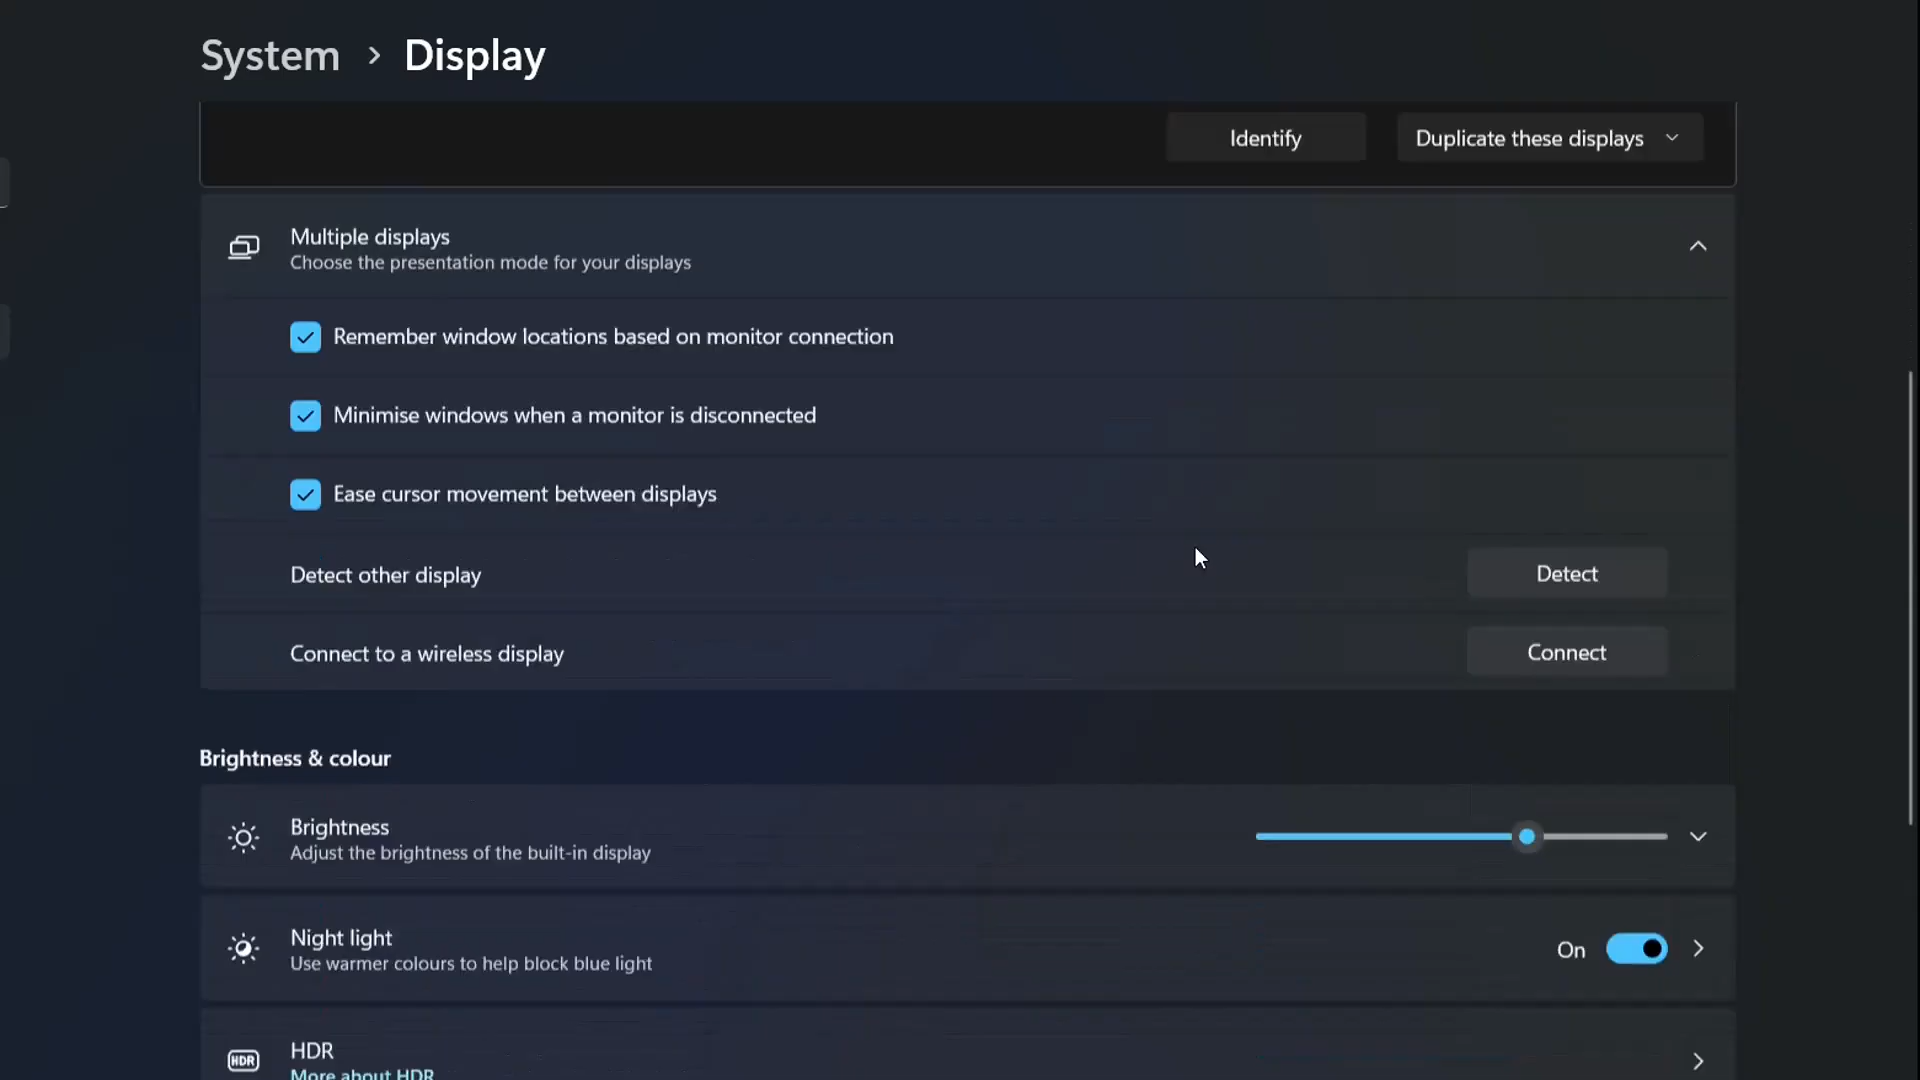 System > Display
Identify
Duplicate these displays
Multiple displays
Choose the presentation mode for your displays
Remember window locations based on monitor connection
Minimise windows when a monitor is disconnected
Ease cursor movement between displays
Detect other display
Detect
Connect to a wireless display
Connect
Brightness & colour
Brightness
Adjust the brightness of the built-in display
Night light
Use warmer colours to help block blue light
On
HDR
HDR
More about HDR